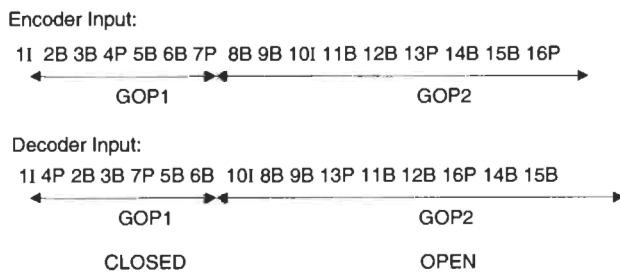 Encoder Input:
1I 2B 3B 4P 5B 6B 7P 8B 9B 10I 11B 12B 13P 14B 15B 16P
GOP1 GOP2
Decoder Input:
1I 4P 2B 3B 7P 5B 6B 10I 8B 9B 13P 11B 12B 16P 14B 15B
GOP1 GOP2
CLOSED OPEN